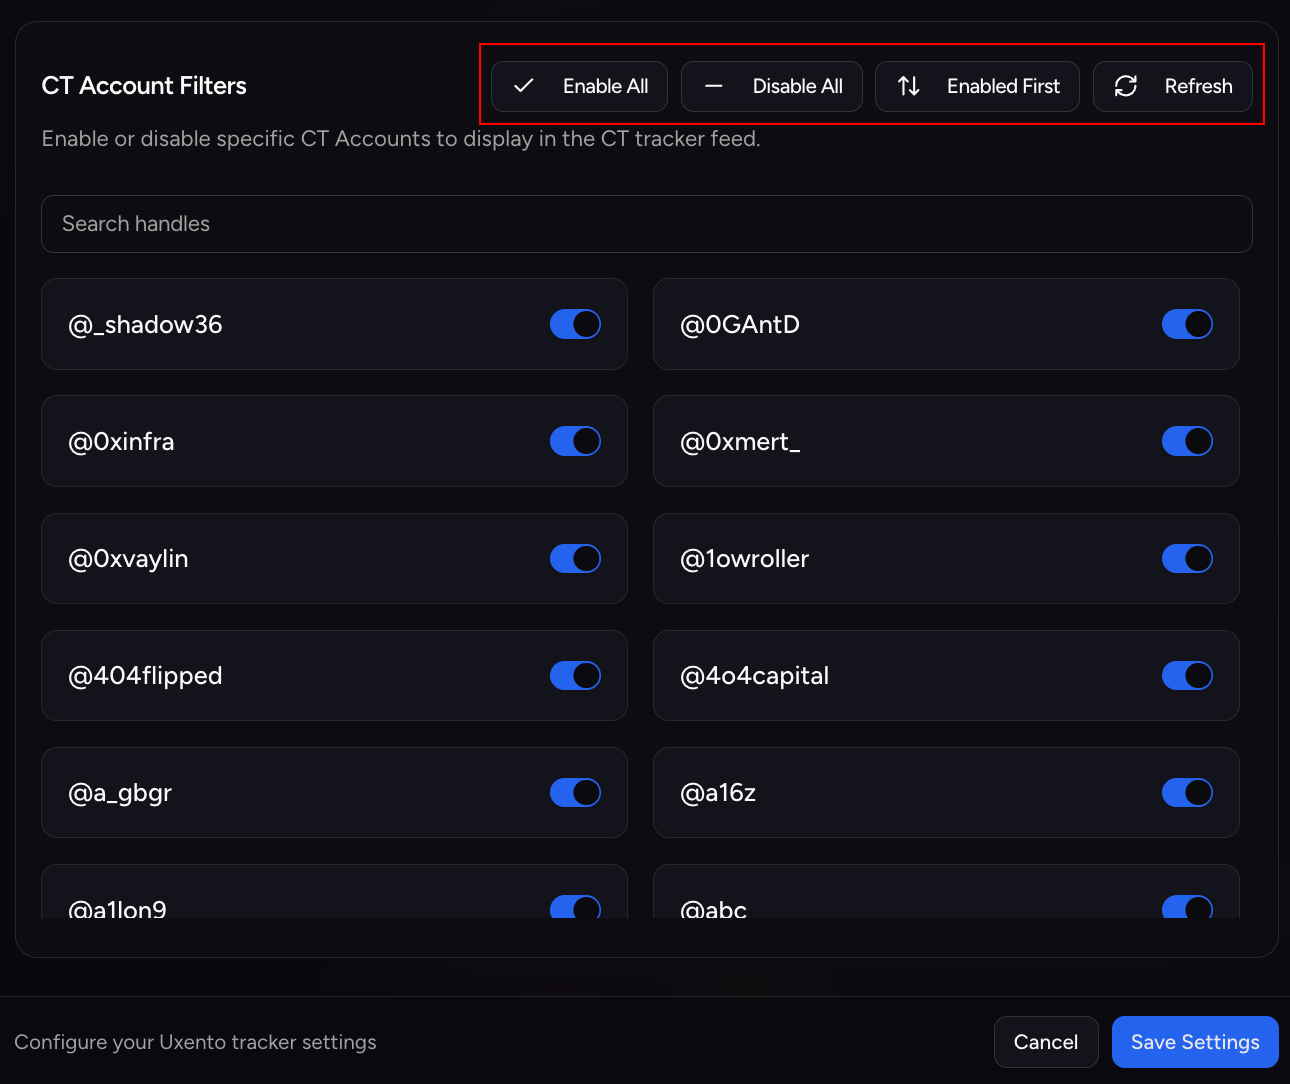 CT Account Filters
Enable All
Disable All
Enabled First
Refresh
Enable or disable specific CT Accounts to display in the CT tracker feed.
Search handles
@_shadow36
@0GAntD
@0xinfra
@0xmert_
@0xvaylin
@1owroller
@404flipped
@4o4capital
@a_gbgr
@a16z
@a1lon9
@abc
Configure your Uxento tracker settings
Cancel
Save Settings